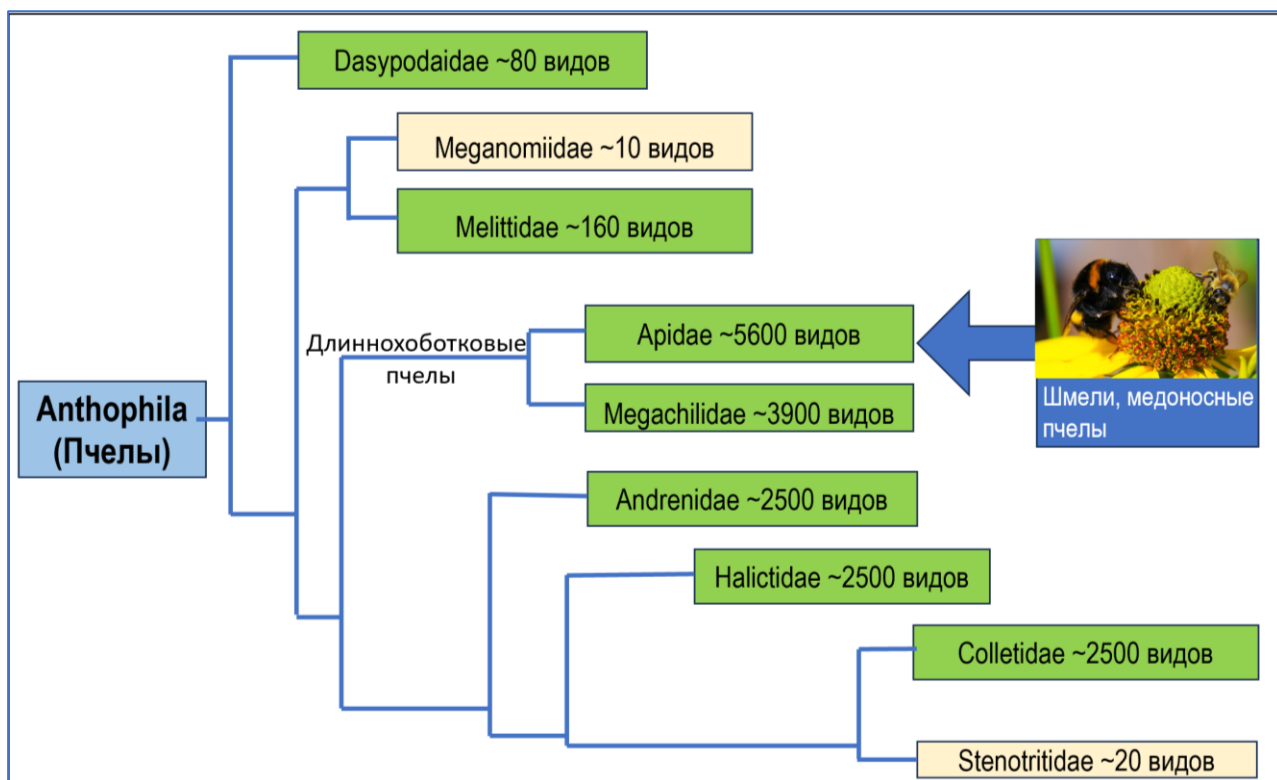 Dasypodaidae ~80 видов
Meganomiidae ~10 видов
Melittidae ~160 видов
Длиннохоботковые
пчелы
Apidae ~5600 видов
Megachilidae ~3900 видов
Шмели, медоносные
пчелы
Anthophila
(Пчелы)
Andrenidae ~2500 видов
Halictidae ~2500 видов
Colletidae ~2500 видов
Stenotritidae ~20 видов